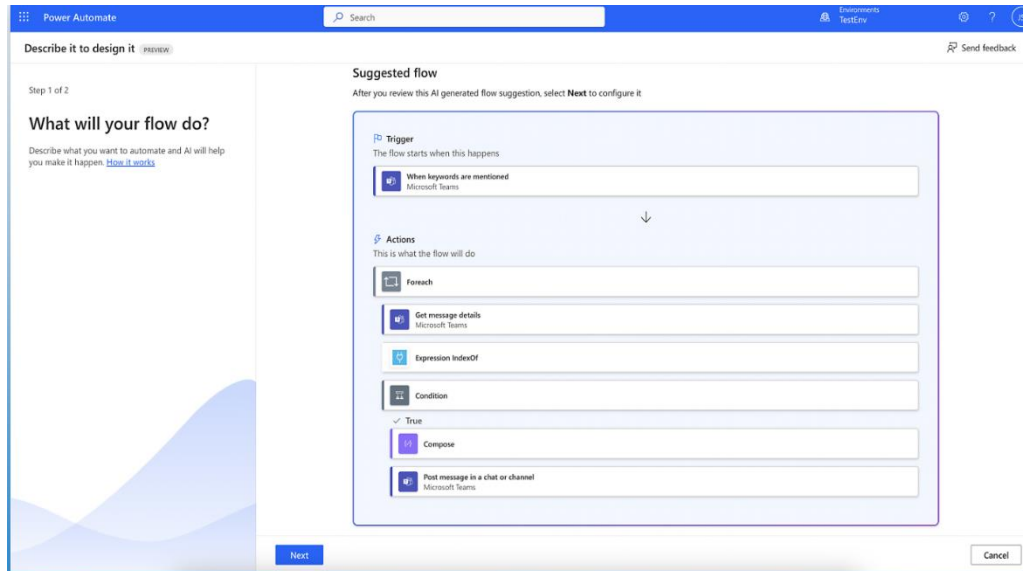 Power Automate
Search
Environments
TestEnv
?
Describe it to design it PREVIEW
Send feedback
Step 1 of 2
What will your flow do?
Describe what you want to automate and AI will help
you make it happen. How it works
Suggested flow
After you review this AI generated flow suggestion, select Next to configure it
Trigger
The flow starts when this happens
When keywords are mentioned
Microsoft Teams
Actions
This is what the flow will do
Foreach
Get message details
Microsoft Teams
Expression IndexOf
Condition
True
Compose
Post message in a chat or channel
Microsoft Teams
Next
Cancel